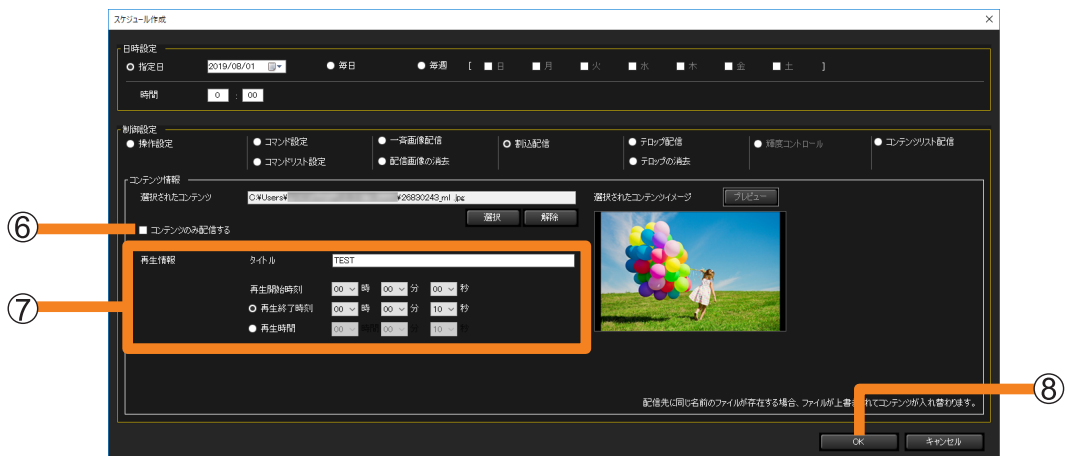 スケジュール作成
日時設定
指定日 2019/08/01 毎日 毎週 [ 日 月 火 水 木 金 土 ]
時間 0 : 00
制御設定
操作設定 コマンド設定 一斉画像配信 割込配信 テロップ配信 輝度コントロール コンテンツリスト配信
コマンドリスト設定 配信画像の消去 テロップの消去
コンテンツ情報
選択されたコンテンツ C:¥Users¥ ¥26830243_ml .jpg 選択されたコンテンツイメージ プレビュー
選択 解除
⑥ コンテンツのみ配信する
再生情報 タイトル TEST
再生開始時刻 00 時 00 分 00 秒
⑦ 再生終了時刻 00 時 00 分 10 秒
再生時間 00 時間 00 分 10 秒
⑧
配信先に同じ名前のファイルが存在する場合、ファイルが上書 れてコンテンツが入れ替わります。
OK キャンセル